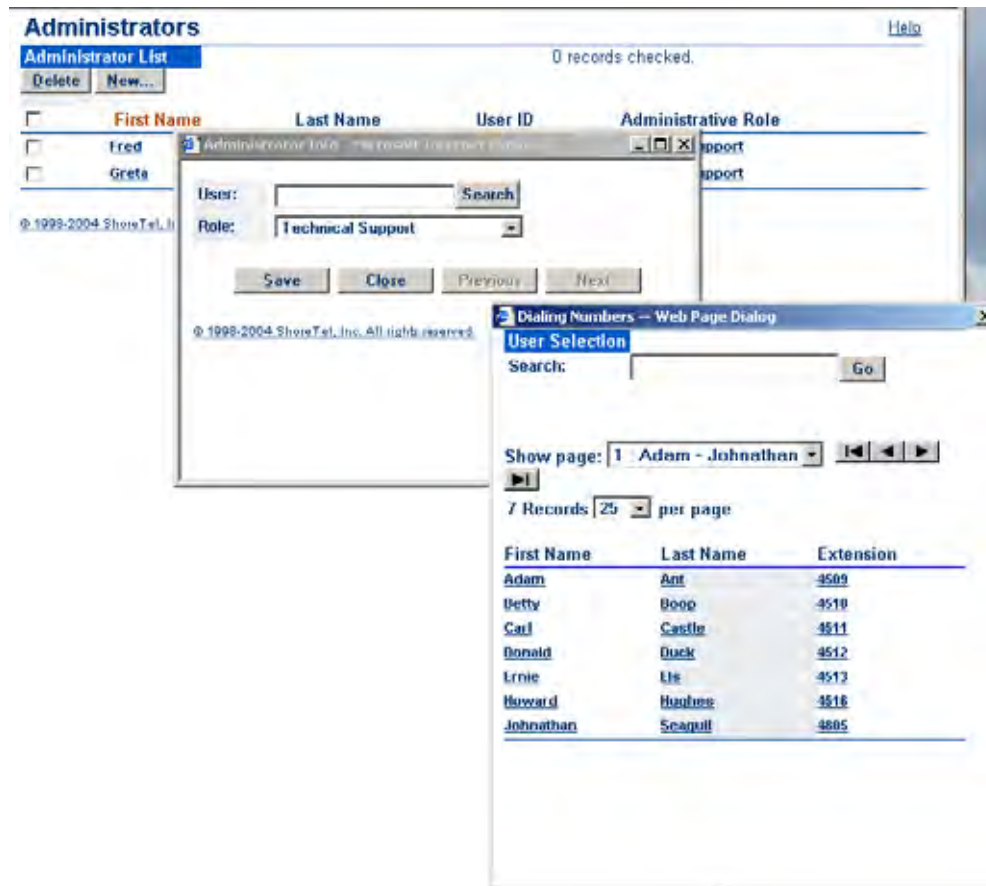 Administrators
Help
Administrator List
0 records checked.
Delete New...
First Name Last Name User ID Administrative Role
Fred
Greta
© 1998-2004 ShoreTel, I
User: Search
Role: Technical Support
Save Close Previous Next
© 1998-2004 ShoreTel, Inc. All rights reserved.
Dialing Numbers -- Web Page Dialog
User Selection
Search: Go
Show page: 1 Adam - Johnathan
7 Records 25 per page
First Name Last Name Extension
Adam Ant 4509
Betty Boop 4510
Carl Castle 4511
Donald Duck 4512
Ernie 4513
Howard Hughes 4516
Johnathan Seagull 4805